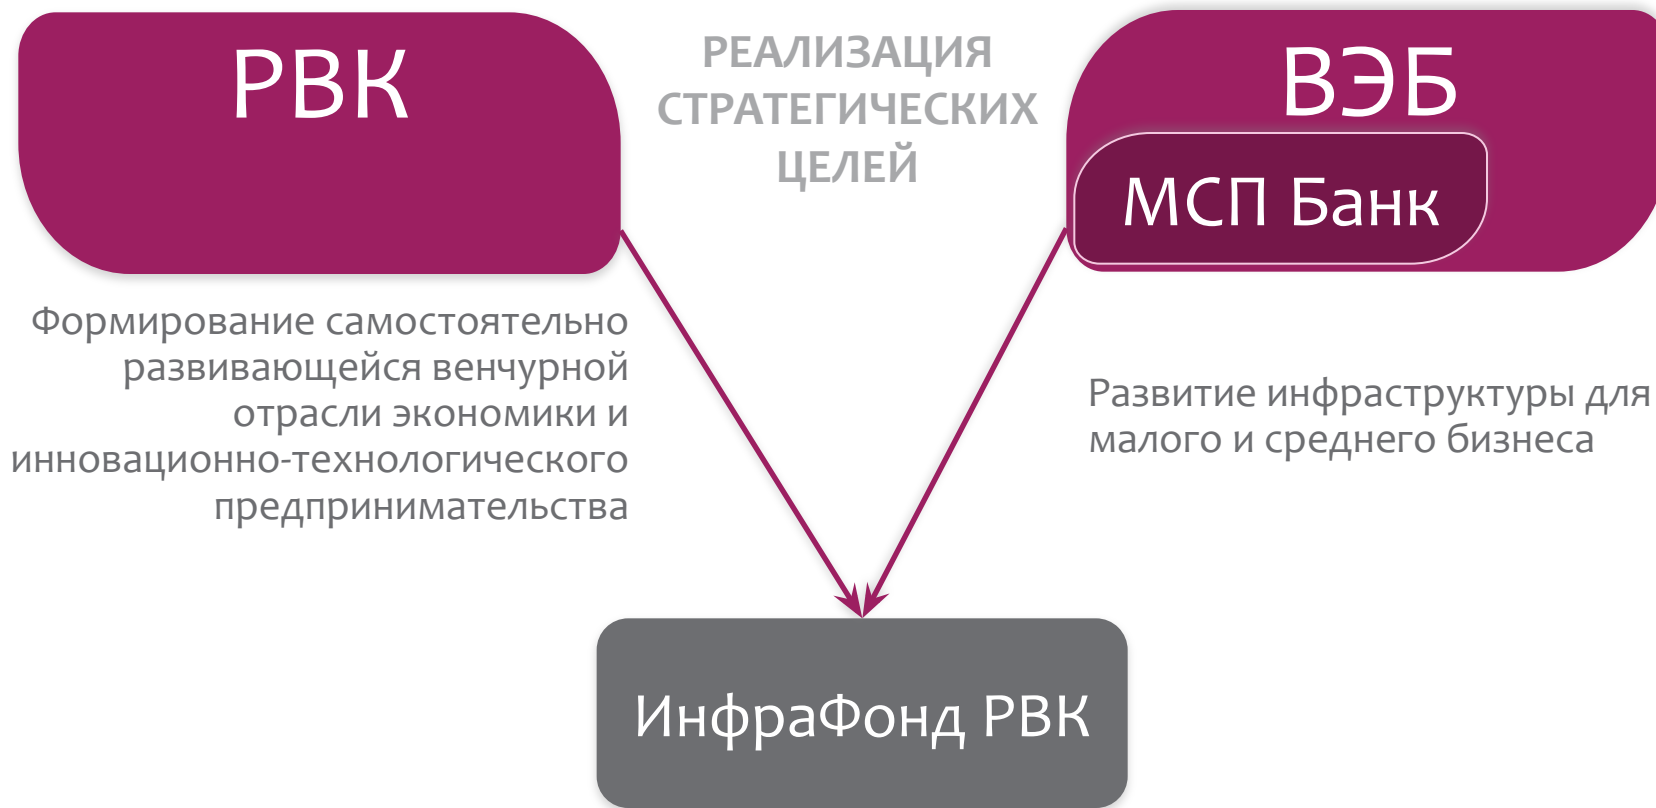 РВК
РЕАЛИЗАЦИЯ
СТРАТЕГИЧЕСКИХ
ЦЕЛЕЙ
ВЭБ
МСП Банк
Формирование самостоятельно
развивающейся венчурной
отрасли экономики и
инновационно-технологического
предпринимательства
Развитие инфраструктуры для
малого и среднего бизнеса
ИнфраФонд РВК